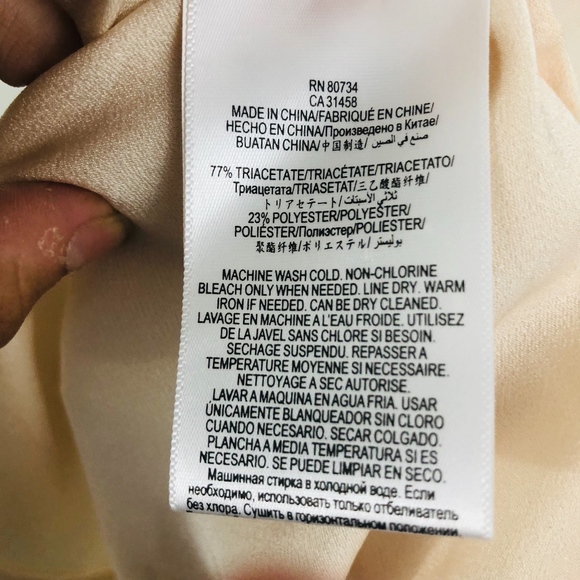 RN 80734
CA 31458
MADE IN CHINA/FABRIQUÉ EN CHINE/
HECHO EN CHINA/Произведено в Китае/
BUATAN CHINA/中国制造/ صنع في الصين
77% TRIACETATE/TRIACÉTATE/TRIACETATO/
Триацетата/TRIASETAT/三乙酸酯纤维/
トリアセテート/ثلاثي الأسيتات
23% POLYESTER/POLYESTER/
POLIÉSTER/Полиэстер/POLIESTER/
聚酯纤维/ポリエステル/ بوليستر
MACHINE WASH COLD. NON-CHLORINE
BLEACH ONLY WHEN NEEDED. LINE DRY. WARM
IRON IF NEEDED. CAN BE DRY CLEANED.
LAVAGE EN MACHINE A L'EAU FROIDE. UTILISEZ
DE LA JAVEL SANS CHLORE SI BESOIN.
SECHAGE SUSPENDU. REPASSER A
TEMPERATURE MOYENNE SI NECESSAIRE.
NETTOYAGE A SEC AUTORISE.
LAVAR A MAQUINA EN AGUA FRIA. USAR
ÚNICAMENTE BLANQUEADOR SIN CLORO
CUANDO NECESARIO. SECAR COLGADO.
PLANCHA A MEDIA TEMPERATURA SI ES
NECESARIO. SE PUEDE LIMPIAR EN SECO.
Машинная стирка в холодной воде. Если
необходимо, использовать только отбеливатель
без хлора. Сушить в горизонтальном положении